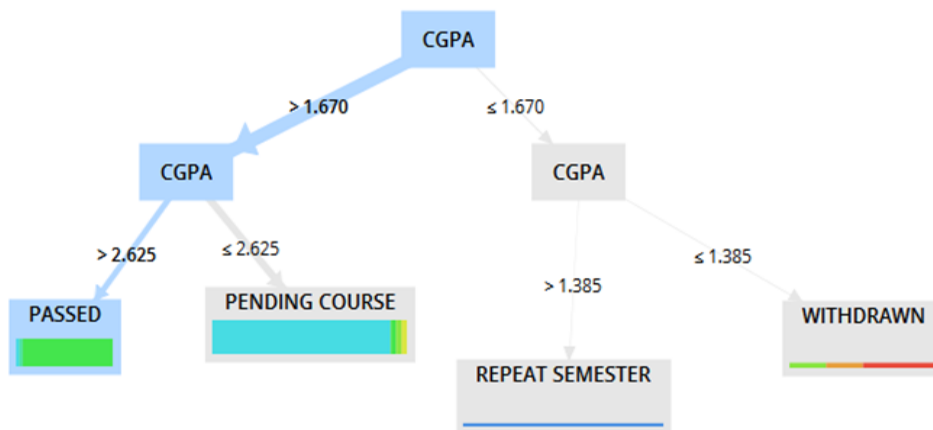 CGPA
> 1.670
≤ 1.670
CGPA
CGPA
> 2.625
≤ 2.625
> 1.385
≤ 1.385
PASSED
PENDING COURSE
REPEAT SEMESTER
WITHDRAWN